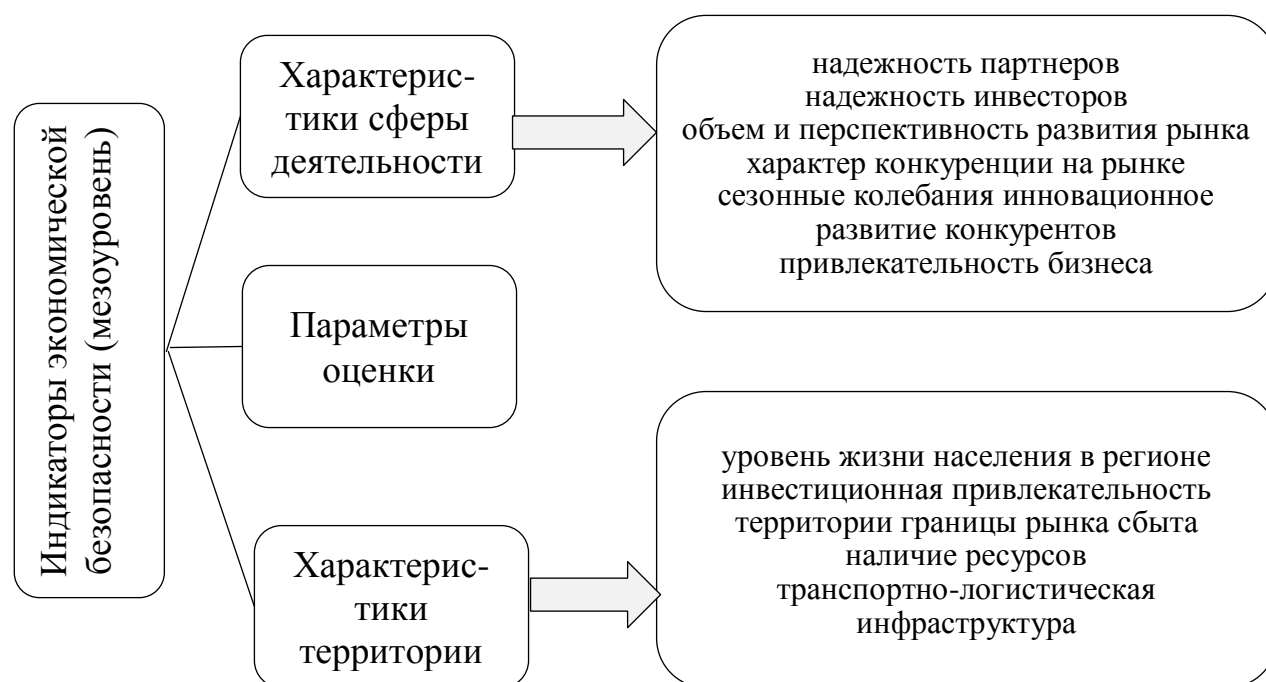 Индикаторы экономической
безопасности (мезоуровень)
Характерис-
тики сферы
деятельности
надежность партнеров
надежность инвесторов
объем и перспективность развития рынка
характер конкуренции на рынке
сезонные колебания инновационное
развитие конкурентов
привлекательность бизнеса
Параметры
оценки
Характерис-
тики
территории
уровень жизни населения в регионе
инвестиционная привлекательность
территории границы рынка сбыта
наличие ресурсов
транспортно-логистическая
инфраструктура